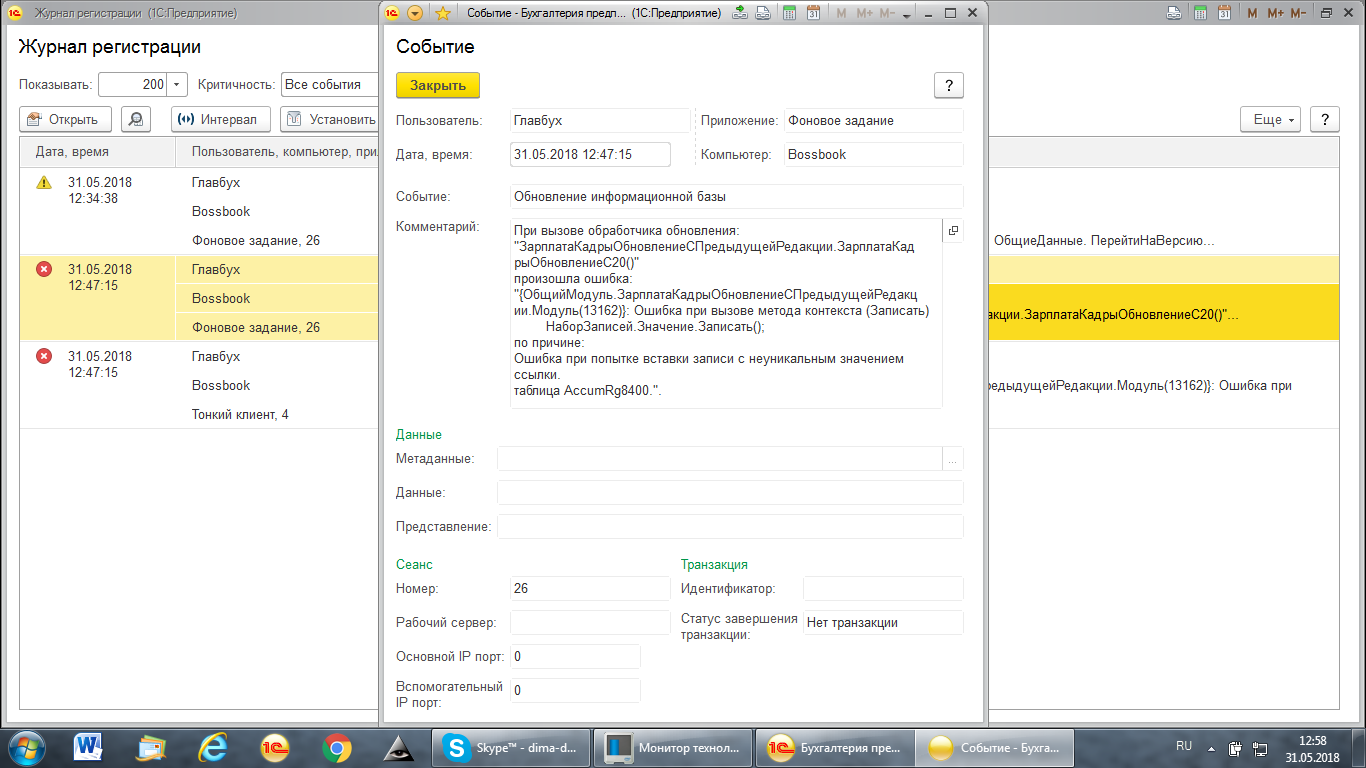 Журнал регистрации (1С:Предприятие)
Событие - Бухгалтерия предп... (1С:Предприятие)
M M+ M-
M M+ M-
Журнал регистрации
Показывать: 200 Критичность: Все события
Открыть Интервал Установить
Еще ?
Дата, время Пользователь, компьютер, при
31.05.2018
12:34:38
Главбух
Bossbook
Фоновое задание, 26
ОбщиеДанные. ПерейтиНаВерсию...
31.05.2018
12:47:15
Главбух
Bossbook
Фоновое задание, 26
акции.ЗарплатаКадрыОбновлениеС20()"...
31.05.2018
12:47:15
Главбух
Bossbook
Тонкий клиент, 4
редыдущейРедакции.Модуль(13162)}: Ошибка при
Событие
Закрыть ?
Пользователь: Главбух Приложение: Фоновое задание
Дата, время: 31.05.2018 12:47:15 Компьютер: Bossbook
Событие: Обновление информационной базы
Комментарий: При вызове обработчика обновления:
"ЗарплатаКадрыОбновлениеСПредыдущейРедакции.ЗарплатаКад
рыОбновлениеС20()"
произошла ошибка:
"{ОбщийМодуль.ЗарплатаКадрыОбновлениеСПредыдущейРедакц
ии.Модуль(13162)}: Ошибка при вызове метода контекста (Записать)
НаборЗаписей.Значение.Записать();
по причине:
Ошибка при попытке вставки записи с неуникальным значением
ссылки.
таблица AccumRg8400.".
Данные
Метаданные: ...
Данные:
Представление:
Сеанс Транзакция
Номер: 26 Идентификатор:
Рабочий сервер: Статус завершения
транзакции: Нет транзакции
Основной IP порт: 0
Вспомогательный
IP порт: 0
Skype™ - dima-d...
Монитор технол...
Бухгалтерия пре...
Событие - Бухга...
RU
12:58
31.05.2018